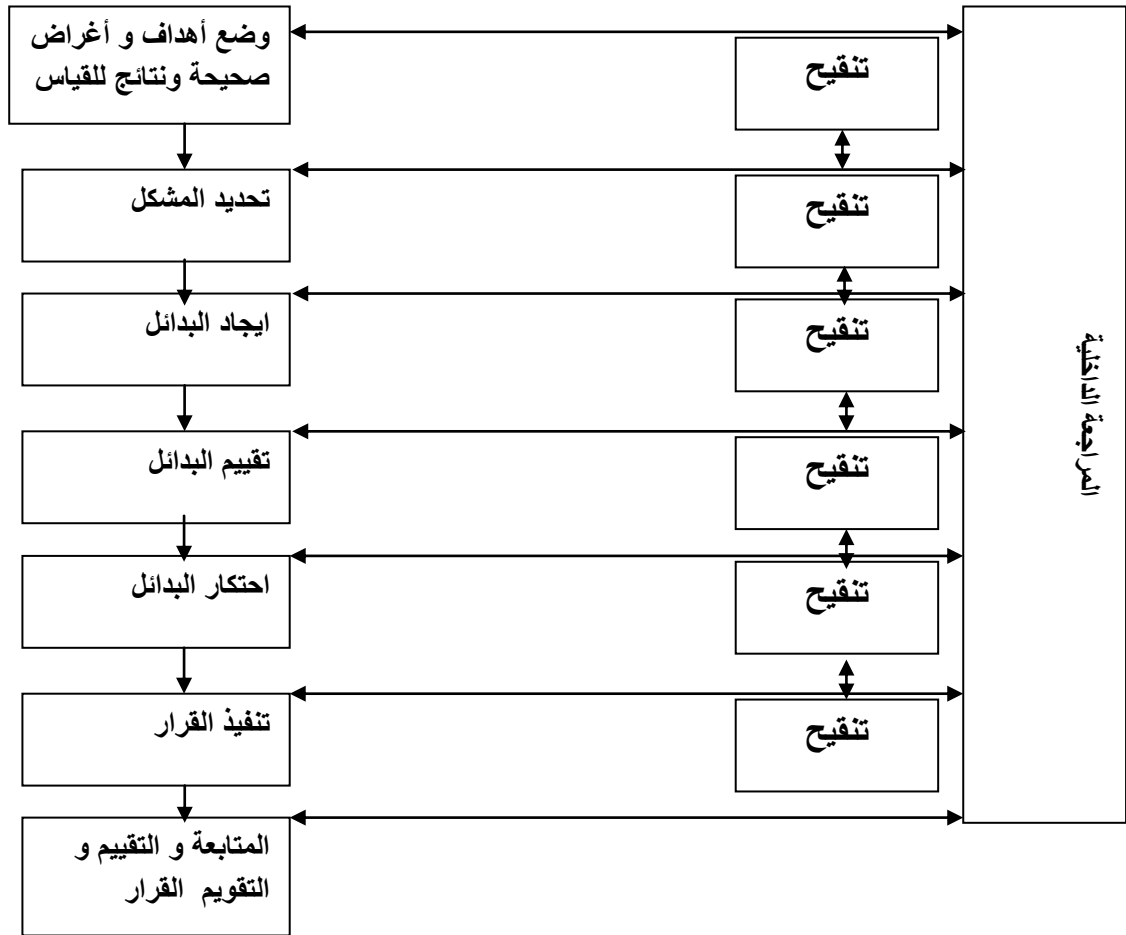 وضع أهداف و أغراض
صحيحة ونتائج للقياس
تنقيح
تحديد المشكل
تنقيح
ايجاد البدائل
تنقيح
تقييم البدائل
تنقيح
احتكار البدائل
تنقيح
تنفيذ القرار
تنقيح
المتابعة و التقييم و
التقويم القرار
المراجعة الداخلية